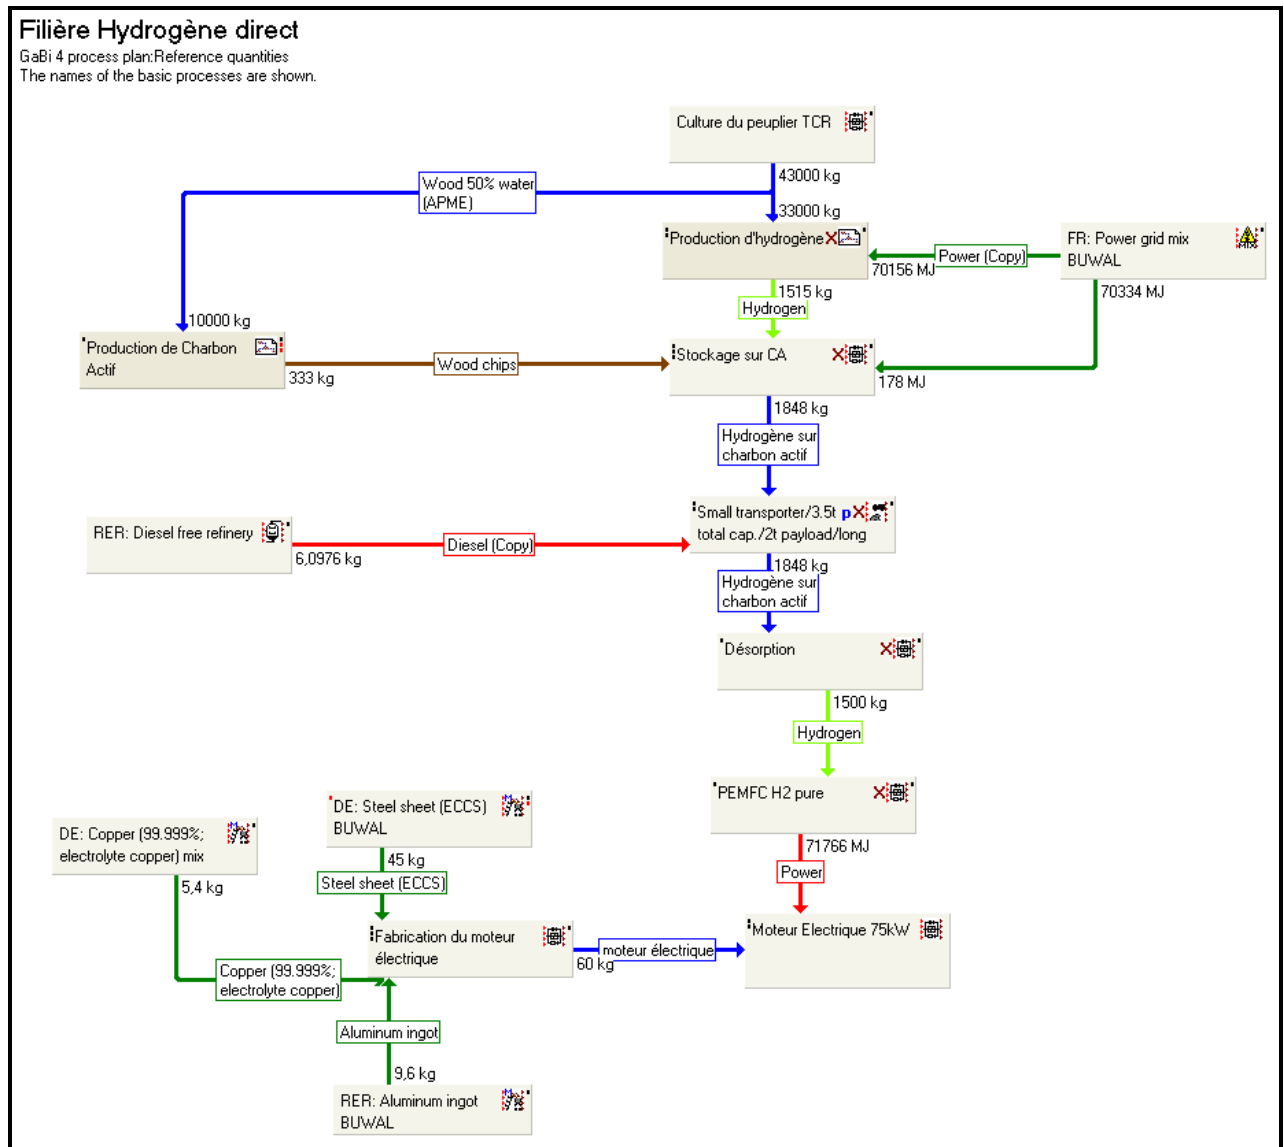 Filière Hydrogène direct
GaBi 4 process plan:Reference quantities
The names of the basic processes are shown.
Culture du peuplier TCR
43000 kg
Wood 50% water
(APME)
33000 kg
Production d'hydrogène
FR: Power grid mix
BUWAL
Power (Copy)
70156 MJ
70334 MJ
1515 kg
Hydrogen
10000 kg
Production de Charbon
Actif
333 kg
Wood chips
Stockage sur CA
178 MJ
1848 kg
Hydrogène sur
charbon actif
RER: Diesel free refinery
6,0976 kg
Diesel (Copy)
Small transporter/3.5t p
total cap./2t payload/long
1848 kg
Hydrogène sur
charbon actif
Désorption
1500 kg
Hydrogen
PEMFC H2 pure
71766 MJ
Power
DE: Steel sheet (ECCS)
BUWAL
45 kg
Steel sheet (ECCS)
DE: Copper (99.999%;
electrolyte copper) mix
5,4 kg
Copper (99.999%;
electrolyte copper)
Fabrication du moteur
électrique
60 kg
moteur électrique
Moteur Electrique 75kW
Aluminum ingot
9,6 kg
RER: Aluminum ingot
BUWAL